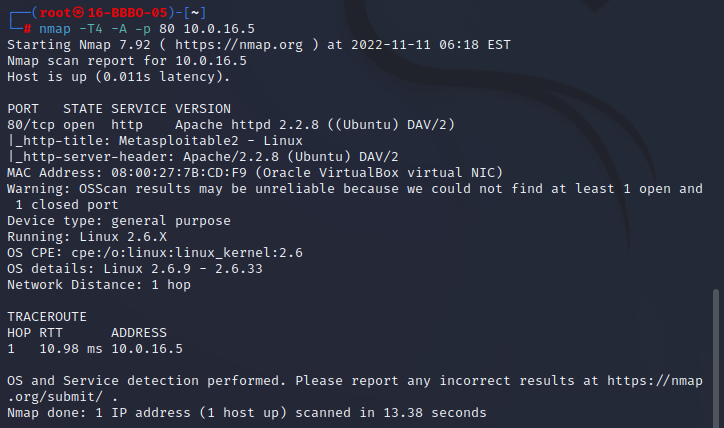 ┌──(root㉿16-BBBO-05)-[~]
└─# nmap -T4 -A -p 80 10.0.16.5
Starting Nmap 7.92 ( https://nmap.org ) at 2022-11-11 06:18 EST
Nmap scan report for 10.0.16.5
Host is up (0.011s latency).

PORT   STATE SERVICE VERSION
80/tcp open  http    Apache httpd 2.2.8 ((Ubuntu) DAV/2)
|_http-title: Metasploitable2 - Linux
|_http-server-header: Apache/2.2.8 (Ubuntu) DAV/2
MAC Address: 08:00:27:7B:CD:F9 (Oracle VirtualBox virtual NIC)
Warning: OSScan results may be unreliable because we could not find at least 1 open and
 1 closed port
Device type: general purpose
Running: Linux 2.6.X
OS CPE: cpe:/o:linux:linux_kernel:2.6
OS details: Linux 2.6.9 - 2.6.33
Network Distance: 1 hop

TRACEROUTE
HOP RTT      ADDRESS
1   10.98 ms 10.0.16.5

OS and Service detection performed. Please report any incorrect results at https://nmap
.org/submit/ .
Nmap done: 1 IP address (1 host up) scanned in 13.38 seconds